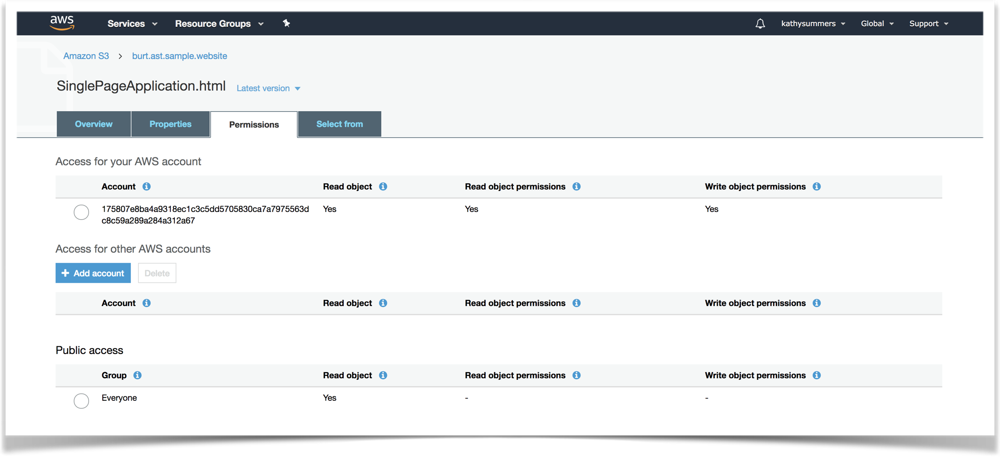 aws Services Resource Groups kathysummers Global Support
Amazon S3 > burt.ast.sample.website
SinglePageApplication.html Latest version
Overview Properties Permissions Select from
Access for your AWS account
Account Read object Read object permissions Write object permissions
175807e8ba4a9318ec1c3c5dd5705830ca7a7975563d Yes Yes Yes
c8c59a289a284a312a67
Access for other AWS accounts
+ Add account Delete
Account Read object Read object permissions Write object permissions
Public access
Group Read object Read object permissions Write object permissions
Everyone Yes - -